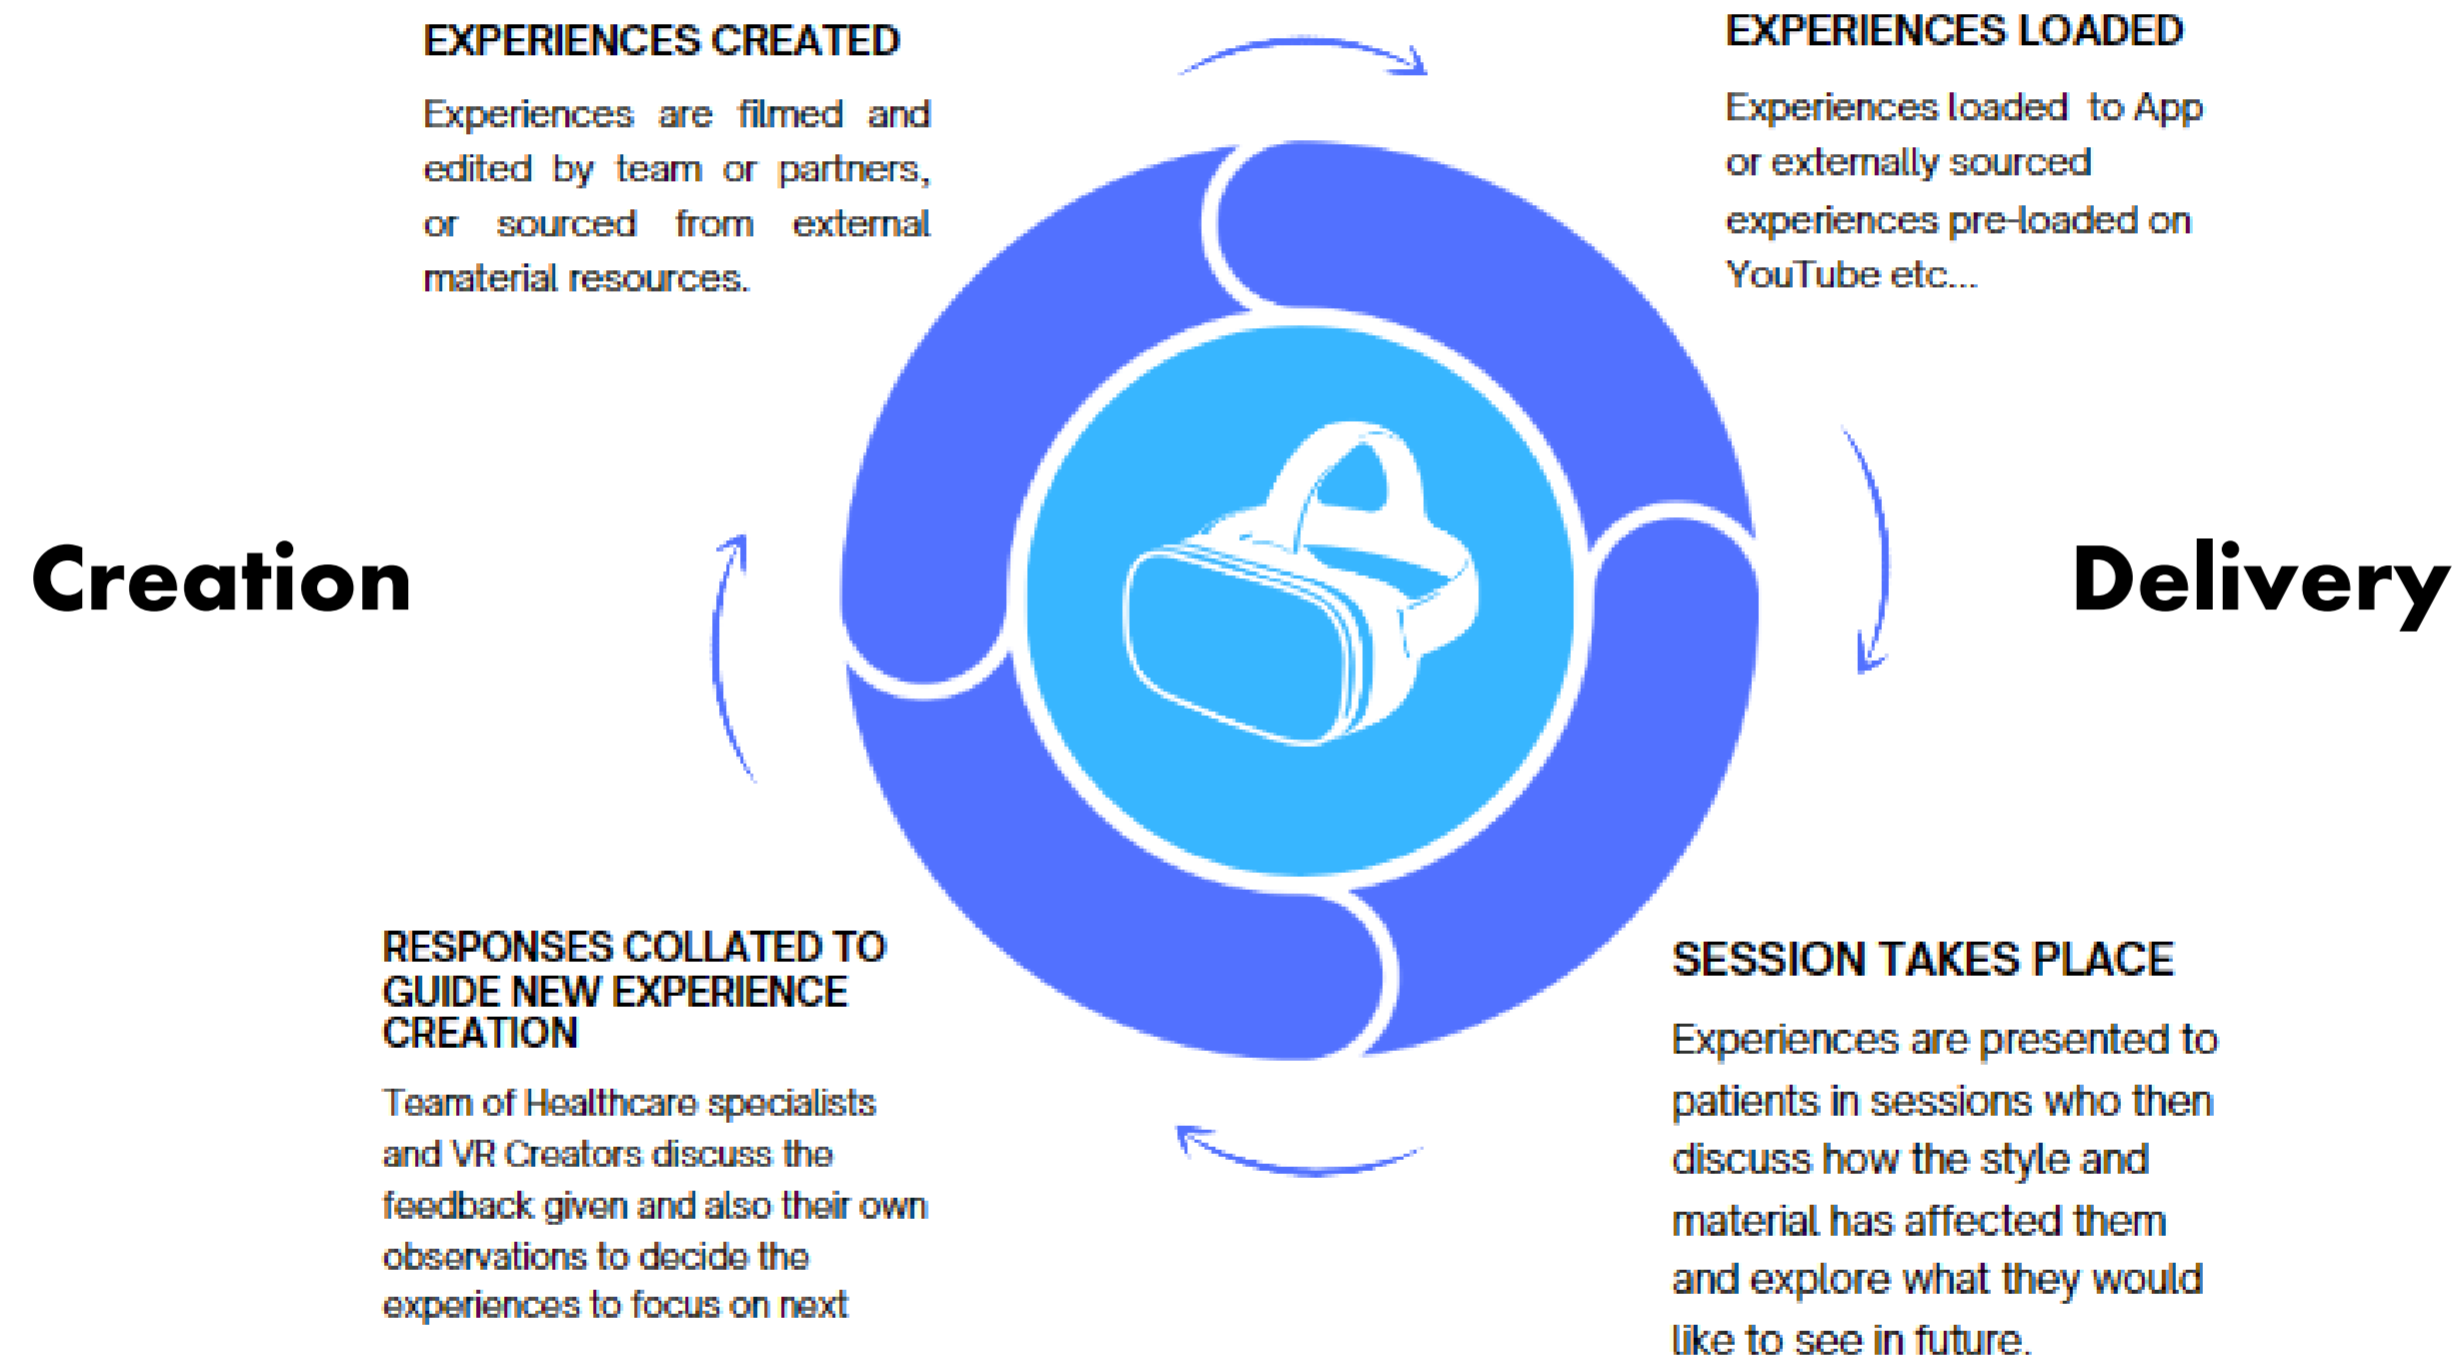 EXPERIENCES CREATED
Experiences are filmed and
edited by team or partners,
or sourced from external
material resources.
EXPERIENCES LOADED
Experiences loaded to App
or externally sourced
experiences pre-loaded on
YouTube etc...
Creation
Delivery
RESPONSES COLLATED TO
GUIDE NEW EXPERIENCE
CREATION
Team of Healthcare specialists
and VR Creators discuss the
feedback given and also their own
observations to decide the
experiences to focus on next
SESSION TAKES PLACE
Experiences are presented to
patients in sessions who then
discuss how the style and
material has affected them
and explore what they would
like to see in future.